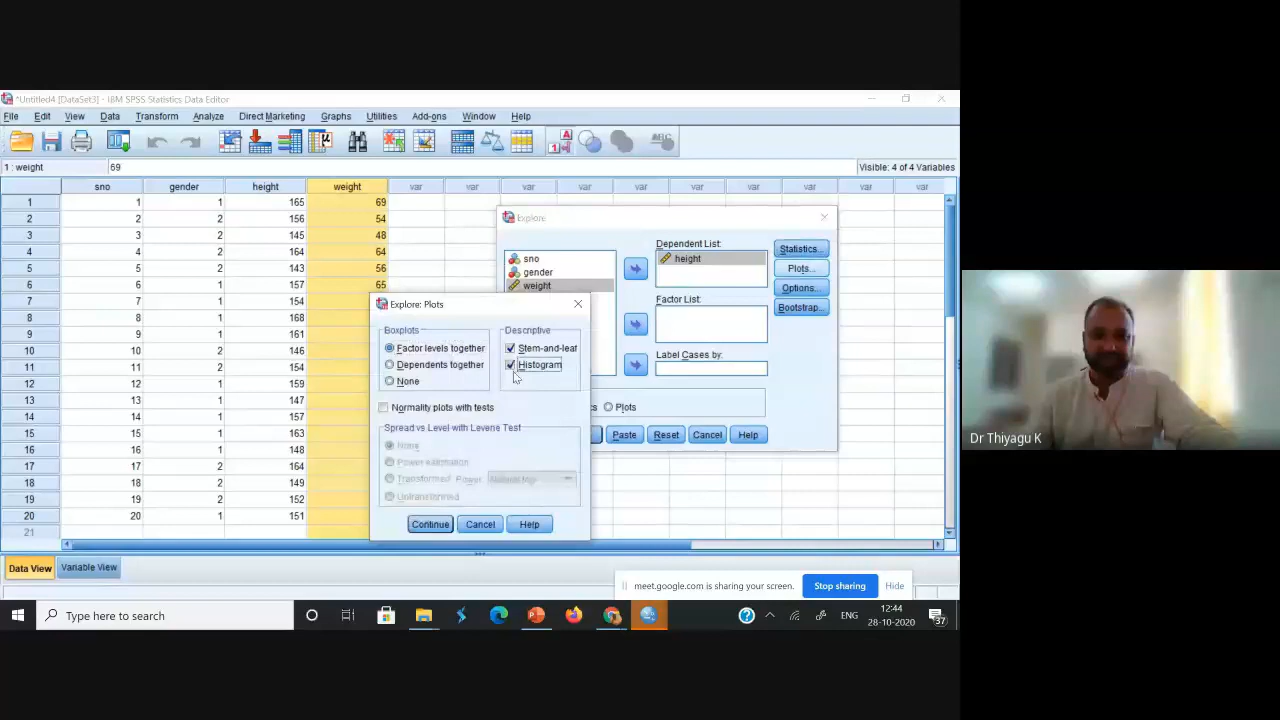 *Untitled4 [DataSet3] - IBM SPSS Statistics Data Editor
File Edit View Data Transform Analyze Direct Marketing Graphs Utilities Add-ons Window Help
1 : weight 69 Visible: 4 of 4 Variables
sno gender height weight var var var var var var var var var var
1 1 1 165 69
2 2 2 156 54
3 3 2 145 48
4 4 2 164 64
5 5 2 143 56
6 6 1 157 65
7 7 1 154
8 8 1 168
9 9 1 161
10 10 2 146
11 11 2 144
12 12 1 159
13 13 1 147
14 14 1 157
15 15 1 163
16 16 1 148
17 17 2 164
18 18 2 149
19 19 2 152
20 20 1 151
21
Explore
Dependent List:
sno
gender
weight
height
Statistics...
Plots...
Options...
Bootstrap...
Factor List:
Label Cases by:
Plots
Paste Reset Cancel Help
Explore: Plots
Boxplots
Factor levels together
Dependents together
None
Descriptive
Stem-and-leaf
Histogram
Normality plots with tests
Spread vs Level with Levene Test
None
Power estimation
Transformed Power: Natural log
Untransformed
Continue Cancel Help
Data View Variable View
meet.google.com is sharing your screen. Stop sharing Hide
Type here to search
ENG
12:44
28-10-2020
37
Dr Thiyagu K